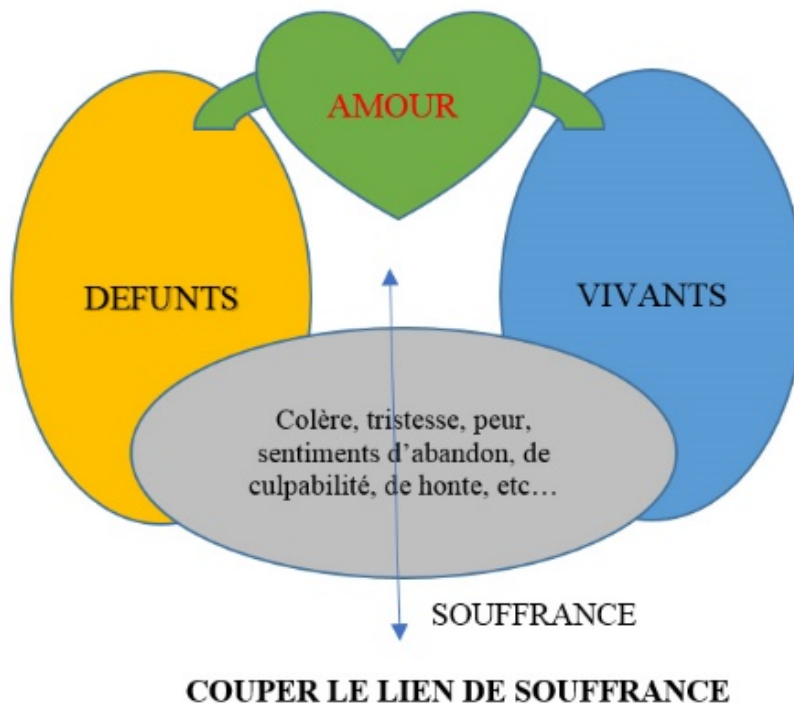 AMOUR
DEFUNTS
VIVANTS
Colère, tristesse, peur,
sentiments d'abandon, de
culpabilité, de honte, etc…
SOUFFRANCE
COUPER LE LIEN DE SOUFFRANCE